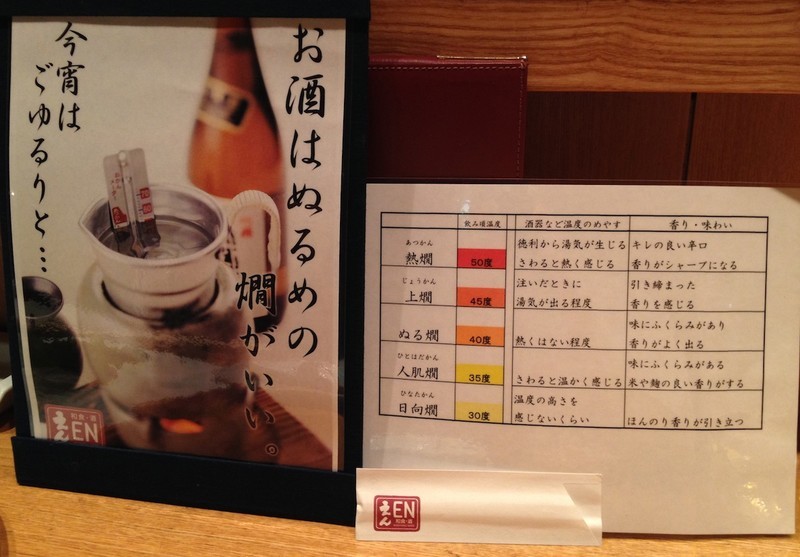 お酒はぬるめの
燗がいい。
今宵は
ごゆるりと…
和食・酒
えん
EN
飲み頃温度
酒器など温度のめやす
香り・味わい
あつかん
熱燗
50度
徳利から湯気が生じる
さわると熱く感じる
キレの良い辛口
香りがシャープになる
じょうかん
上燗
45度
注いだときに
湯気が出る程度
引き締まった
香りを感じる
ぬる燗
40度
熱くはない程度
味にふくらみがあり
香りがよく出る
ひとはだかん
人肌燗
35度
さわると温かく感じる
味にふくらみがある
米や麹の良い香りがする
ひなたかん
日向燗
30度
温度の高さを
感じないくらい
ほんのり香りが引き立つ
えん
EN
和食・酒